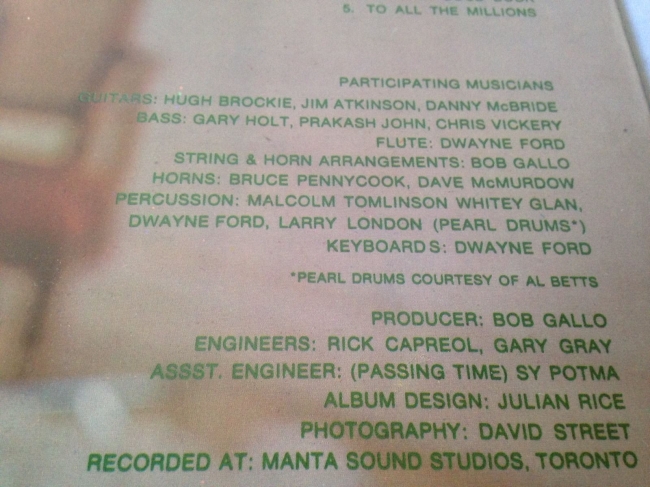 5. TO ALL THE MILLIONS
PARTICIPATING MUSICIANS
GUITARS: HUGH BROCKIE, JIM ATKINSON, DANNY McBRIDE
BASS: GARY HOLT, PRAKASH JOHN, CHRIS VICKERY
FLUTE: DWAYNE FORD
STRING & HORN ARRANGEMENTS: BOB GALLO
HORNS: BRUCE PENNYCOOK, DAVE McMURDOW
PERCUSSION: MALCOLM TOMLINSON WHITEY GLAN,
DWAYNE FORD, LARRY LONDON (PEARL DRUMS*)
KEYBOARDS: DWAYNE FORD
*PEARL DRUMS COURTESY OF AL BETTS
PRODUCER: BOB GALLO
ENGINEERS: RICK CAPREOL, GARY GRAY
ASSST. ENGINEER: (PASSING TIME) SY POTMA
ALBUM DESIGN: JULIAN RICE
PHOTOGRAPHY: DAVID STREET
RECORDED AT: MANTA SOUND STUDIOS, TORONTO